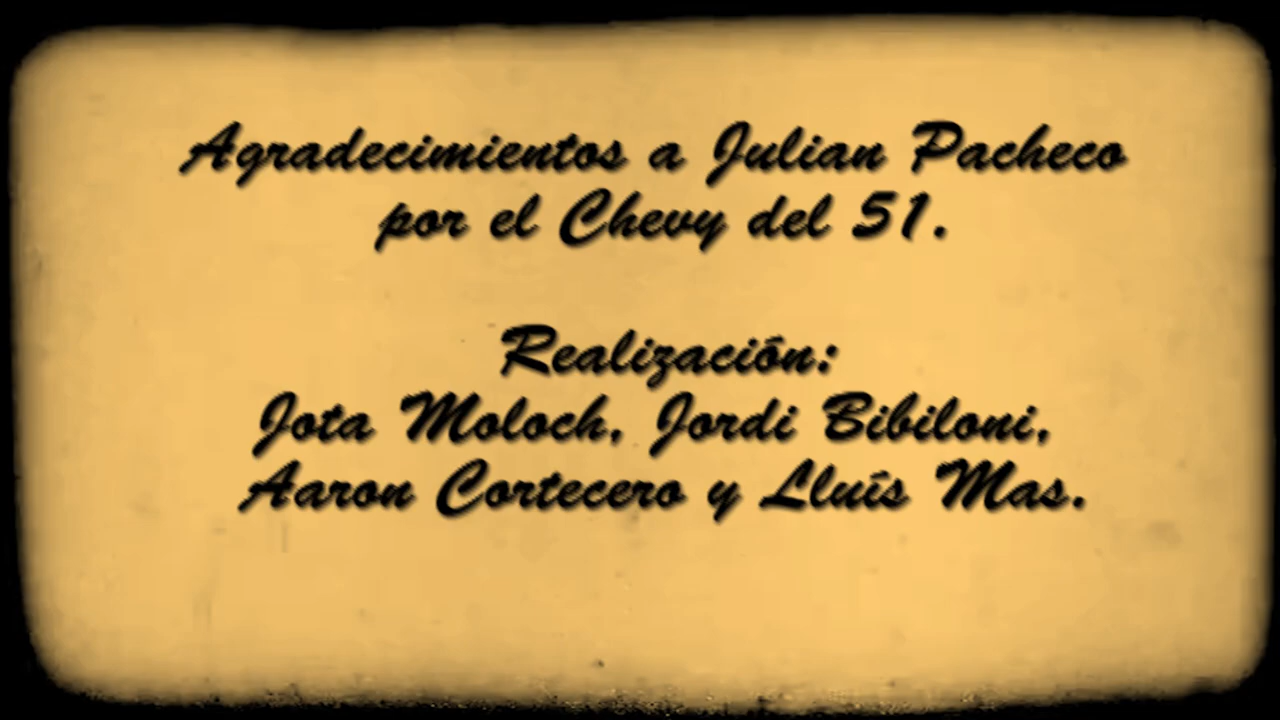 Agradecimientos a Julian Pacheco
por el Chevy del 51.
Realización:
Jota Moloch, Jordi Bibiloni,
Aaron Cortecero y Lluís Mas.